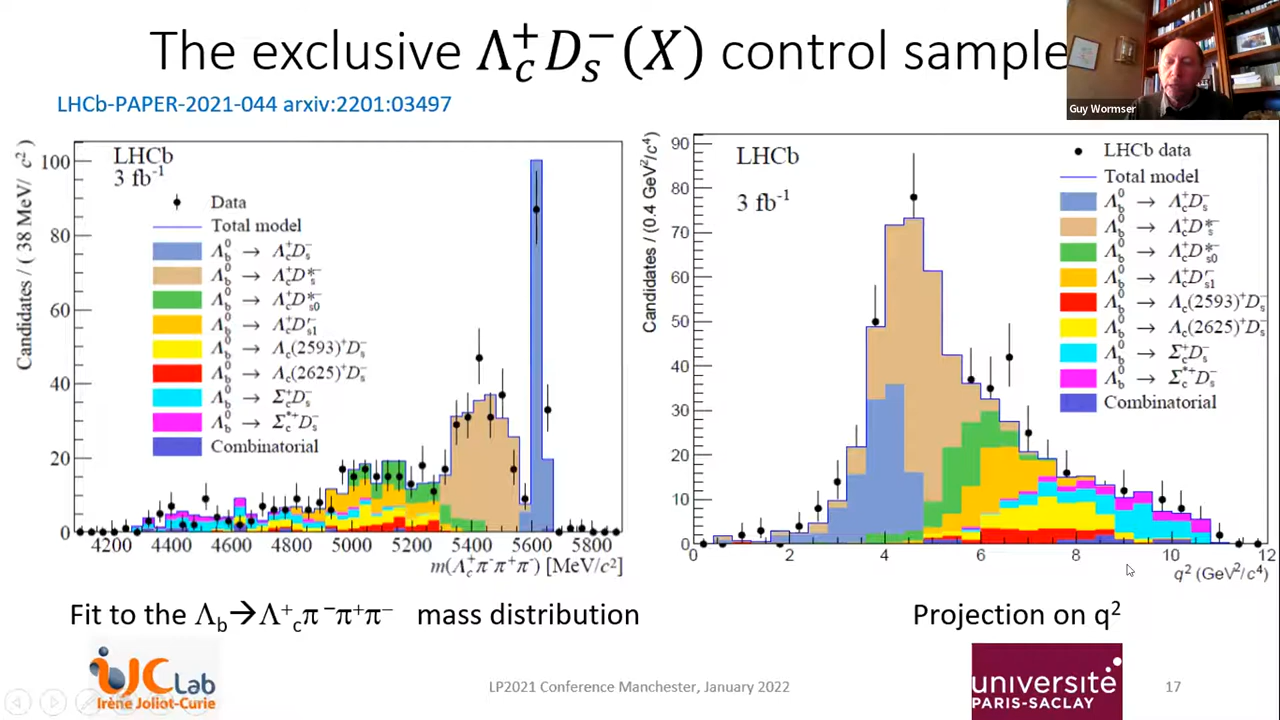 The exclusive Λc+Ds−(X) control sample
Guy Wormser
LHCb-PAPER-2021-044 arxiv:2201:03497
Candidates / ( 38 MeV/ c²)
100
80
60
40
20
0
LHCb
3 fb⁻¹
Data
Total model
Λb0 → Λc+Ds−
Λb0 → Λc+Ds*−
Λb0 → Λc+Ds0*−
Λb0 → Λc+Ds1′−
Λb0 → Λc(2593)+Ds−
Λb0 → Λc(2625)+Ds−
Λb0 → Σc+Ds−
Λb0 → Σc*+Ds−
Combinatorial
4200 4400 4600 4800 5000 5200 5400 5600 5800
m(Λc+π−π+π−) [MeV/c²]
Candidates / (0.4 GeV²/c⁴)
90
80
70
60
50
40
30
20
10
0
LHCb
3 fb⁻¹
LHCb data
Total model
Λb0 → Λc+Ds−
Λb0 → Λc+Ds*−
Λb0 → Λc+Ds0*−
Λb0 → Λc+Ds1′−
Λb0 → Λc(2593)+Ds−
Λb0 → Λc(2625)+Ds−
Λb0 → Σc+Ds−
Λb0 → Σc*+Ds−
Combinatorial
0 2 4 6 8 10 12
q² (GeV²/c⁴)
Fit to the Λb→Λ+cπ−π+π− mass distribution
Projection on q²
iJC Lab
Irène Joliot-Curie
LP2021 Conference Manchester, January 2022
université
PARIS-SACLAY
17